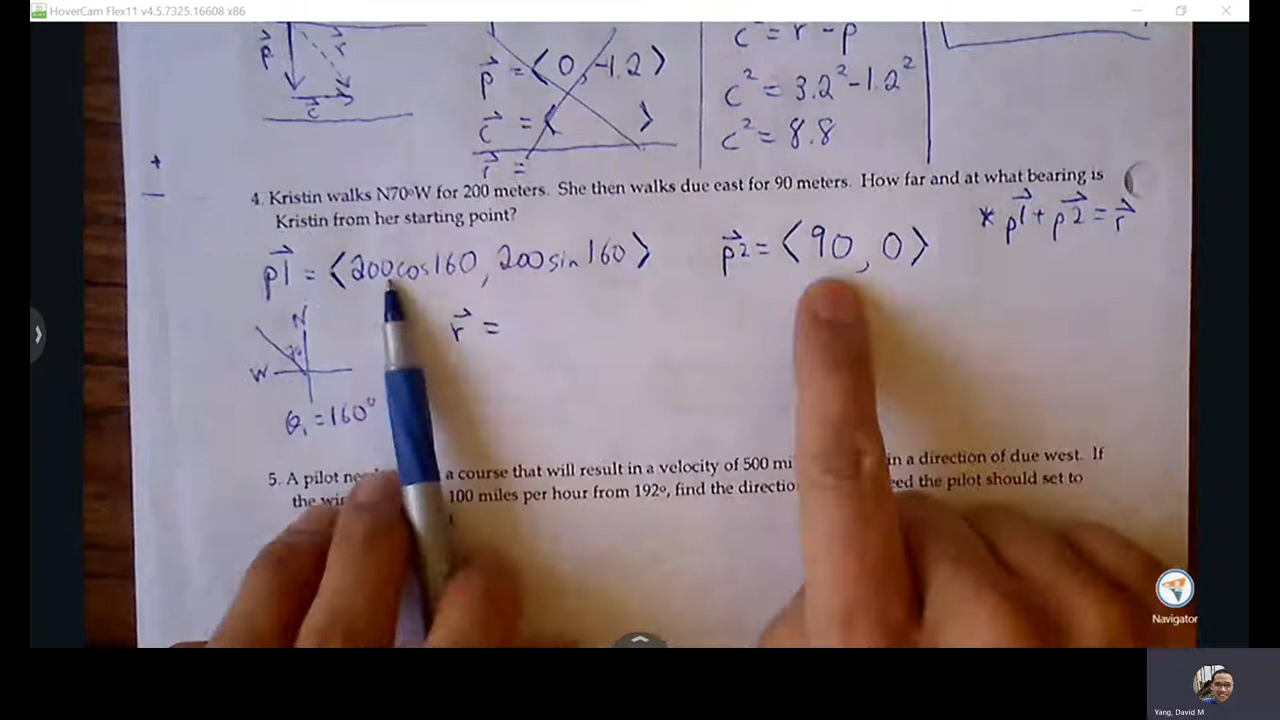 HoverCam Flex11 v4.5.7325.16608 x86
p
r
c
p = ⟨0, -1.2⟩
c = ⟨ ⟩
r =
c = r - p
c² = 3.2² - 1.2²
c² = 8.8
+
4. Kristin walks N70°W for 200 meters. She then walks due east for 90 meters. How far and at what bearing is
Kristin from her starting point?
* p1 + p2 = r
p1 = ⟨200cos160, 200sin160⟩
p2 = ⟨90, 0⟩
N
70
W
θ₁ = 160°
r =
5. A pilot a course that will result in a velocity of 500 mi in a direction of due west. If
the 100 miles per hour from 192°, find the the pilot should set to
Navigator
Yang, David M